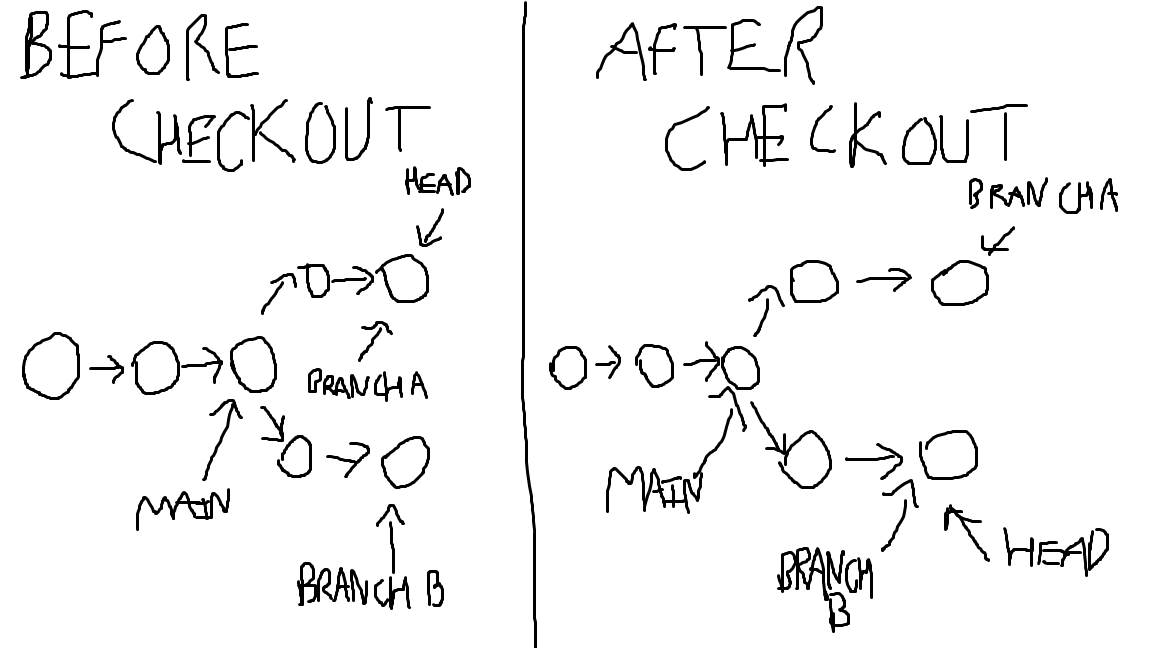 BEFORE
CHECKOUT
HEAD
BRANCH A
MAIN
BRANCH B
AFTER
CHECKOUT
BRANCH A
MAIN
BRANCH
B
HEAD